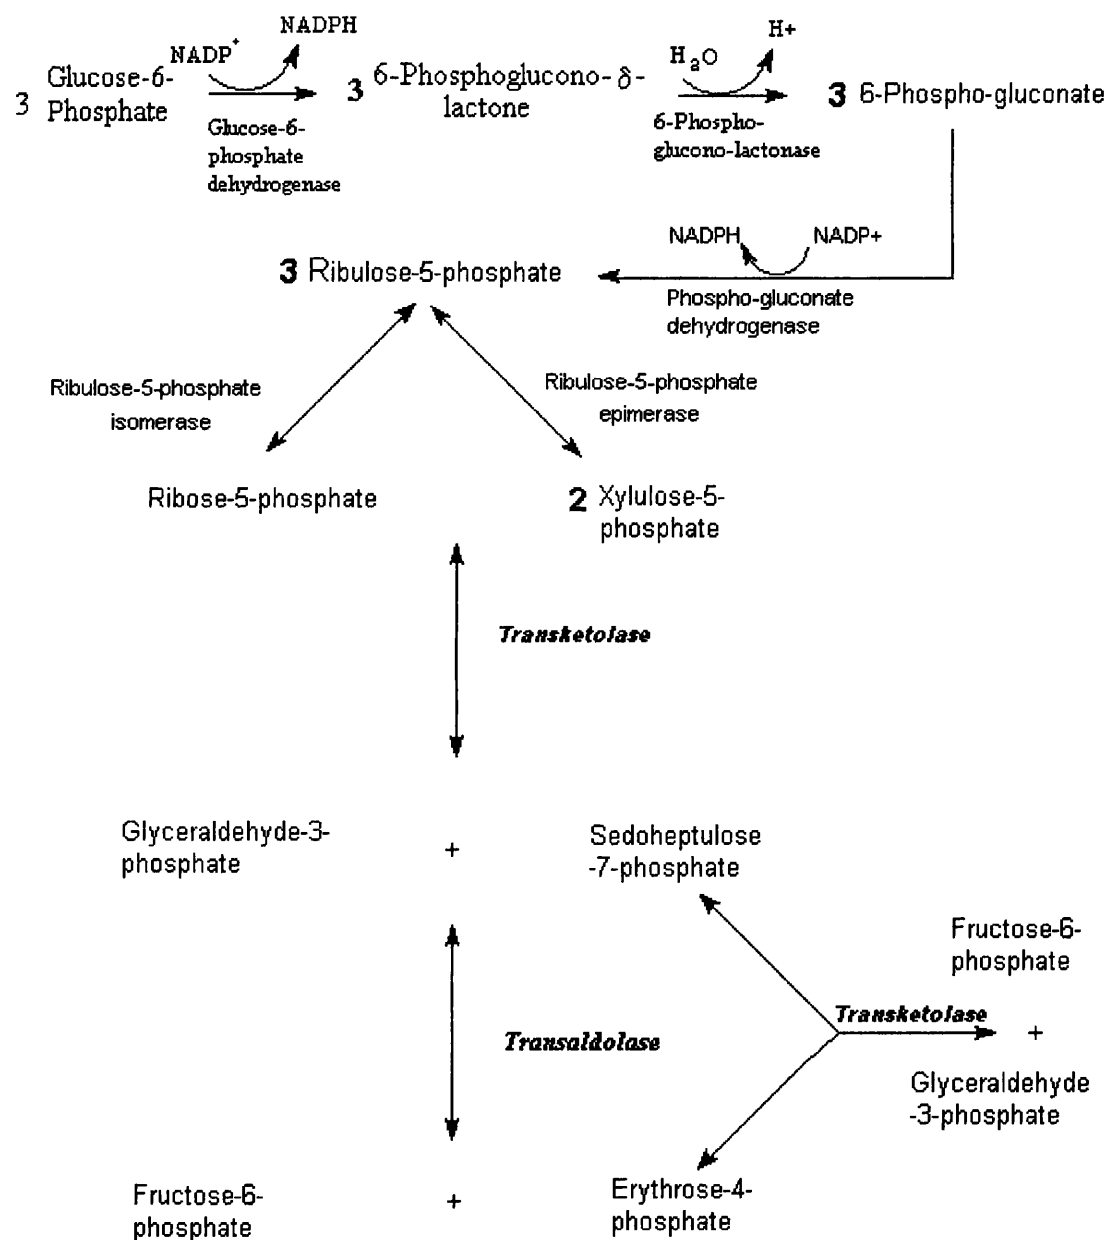 NADP+
NADPH
H2O
H+
3 Glucose-6-
Phosphate
3 6-Phosphoglucono-δ-
lactone
3 6-Phospho-gluconate
Glucose-6-
phosphate
dehydrogenase
6-Phospho-
glucono-lactonase
NADPH
NADP+
3 Ribulose-5-phosphate
Phospho-gluconate
dehydrogenase
Ribulose-5-phosphate
isomerase
Ribulose-5-phosphate
epimerase
Ribose-5-phosphate
2 Xylulose-5-
phosphate
Transketolase
Glyceraldehyde-3-
phosphate
+
Sedoheptulose
-7-phosphate
Fructose-6-
phosphate
Transketolase
+
Transaldolase
Glyceraldehyde
-3-phosphate
Fructose-6-
phosphate
+
Erythrose-4-
phosphate